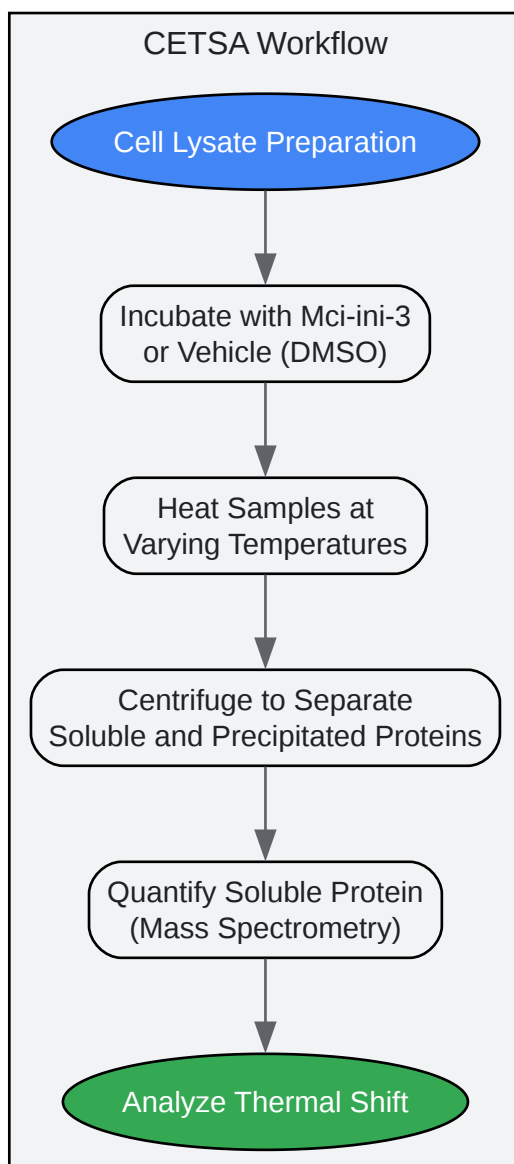 CETSA Workflow
Cell Lysate Preparation
Incubate with Mci-ini-3
or Vehicle (DMSO)
Heat Samples at
Varying Temperatures
Centrifuge to Separate
Soluble and Precipitated Proteins
Quantify Soluble Protein
(Mass Spectrometry)
Analyze Thermal Shift